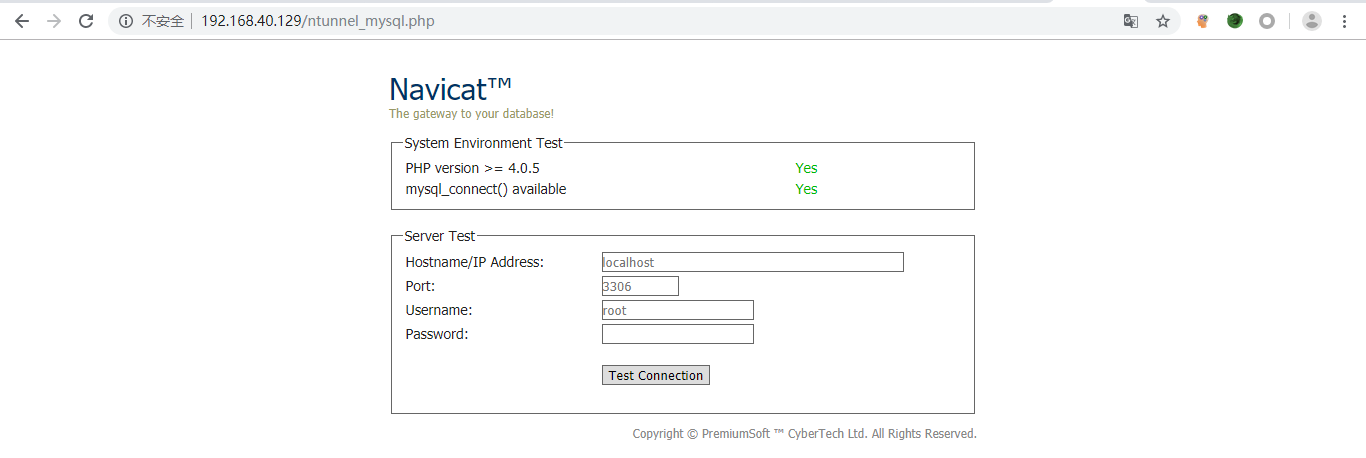 不安全 192.168.40.129/ntunnel_mysql.php
Navicat™
The gateway to your database!
System Environment Test
PHP version >= 4.0.5 Yes
mysql_connect() available Yes
Server Test
Hostname/IP Address: localhost
Port: 3306
Username: root
Password:
Test Connection
Copyright © PremiumSoft ™ CyberTech Ltd. All Rights Reserved.